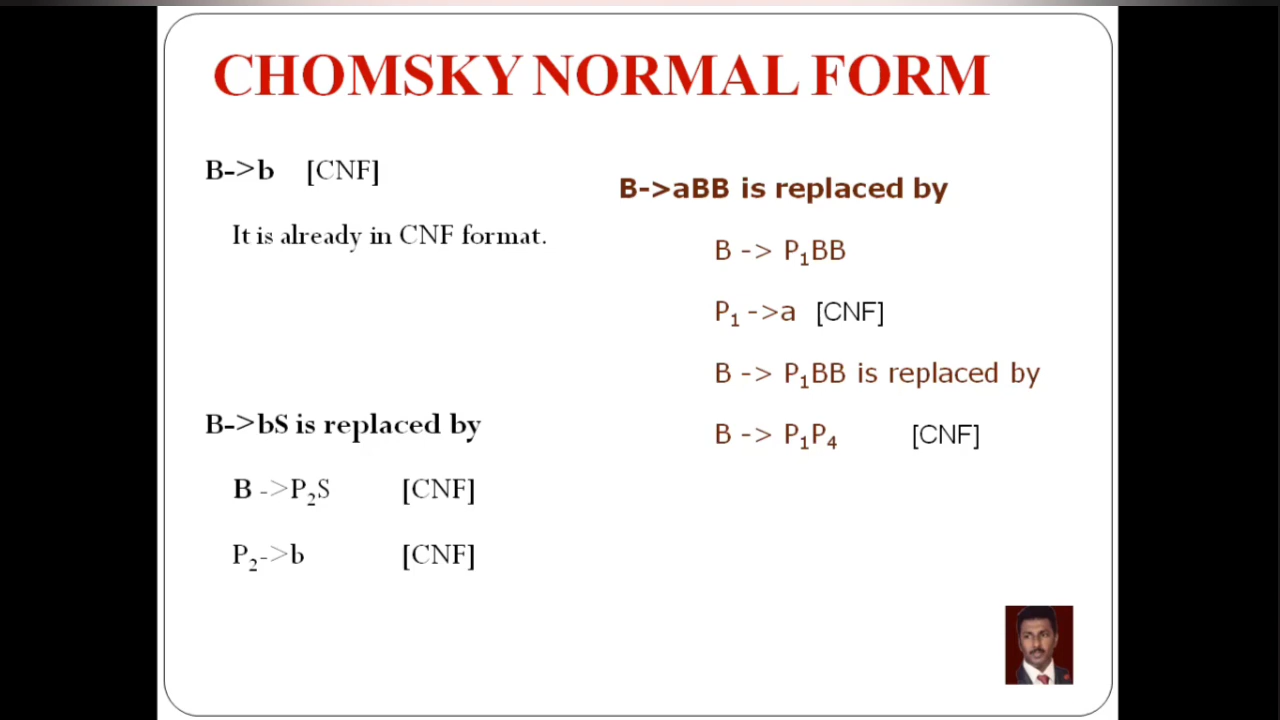 CHOMSKY NORMAL FORM
B->b [CNF]
It is already in CNF format.
B->bS is replaced by
B ->P₂S [CNF]
P₂->b [CNF]
B->aBB is replaced by
B -> P₁BB
P₁ ->a [CNF]
B -> P₁BB is replaced by
B -> P₁P₄ [CNF]